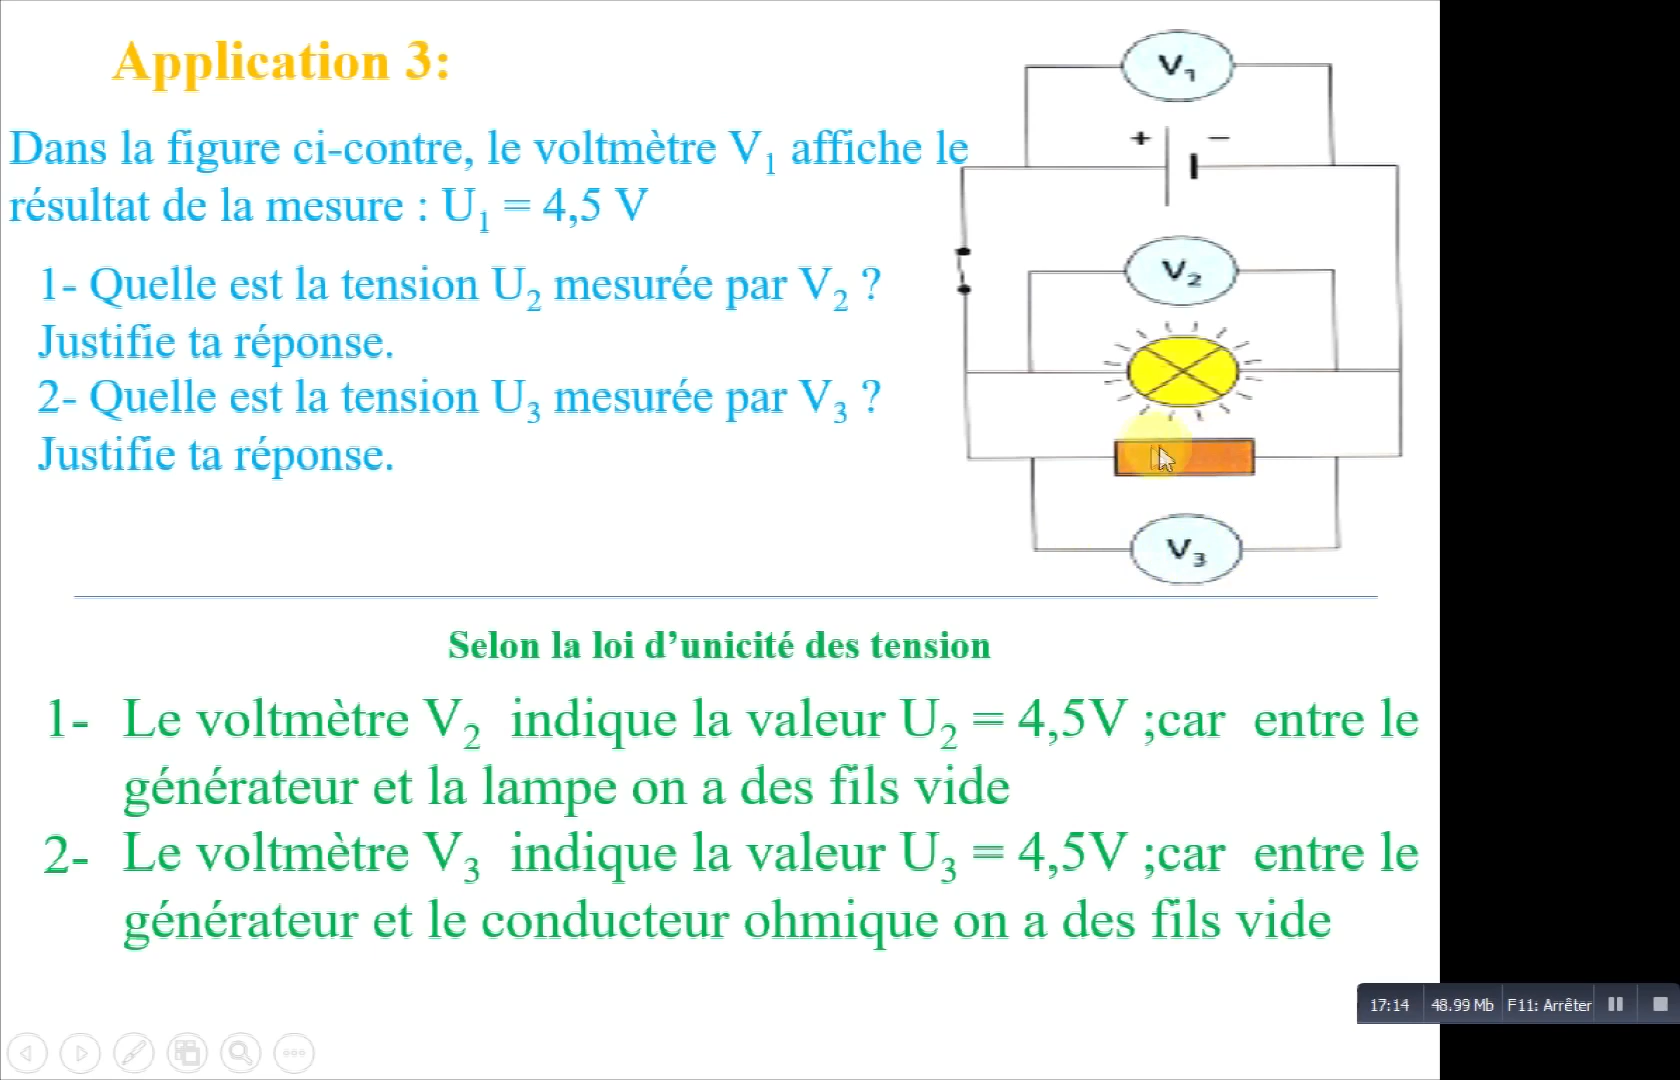 Application 3:
Dans la figure ci-contre, le voltmètre V₁ affiche le
résultat de la mesure : U₁ = 4,5 V
1- Quelle est la tension U₂ mesurée par V₂ ?
Justifie ta réponse.
2- Quelle est la tension U₃ mesurée par V₃ ?
Justifie ta réponse.
V₁
+ −
V₂
V₃
Selon la loi d’unicité des tension
1- Le voltmètre V₂ indique la valeur U₂ = 4,5V ;car entre le
générateur et la lampe on a des fils vide
2- Le voltmètre V₃ indique la valeur U₃ = 4,5V ;car entre le
générateur et le conducteur ohmique on a des fils vide
17:14 48.99 Mb F11: Arrêter